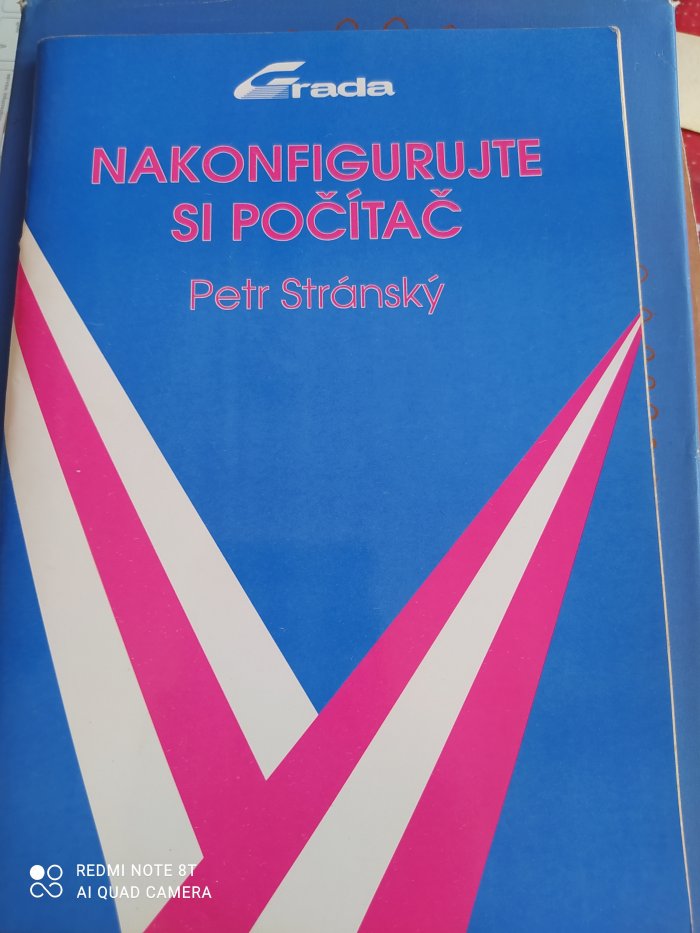 Grada
NAKONFIGURUJTE
SI POČÍTAČ
Petr Stránský
REDMI NOTE 8T
AI QUAD CAMERA